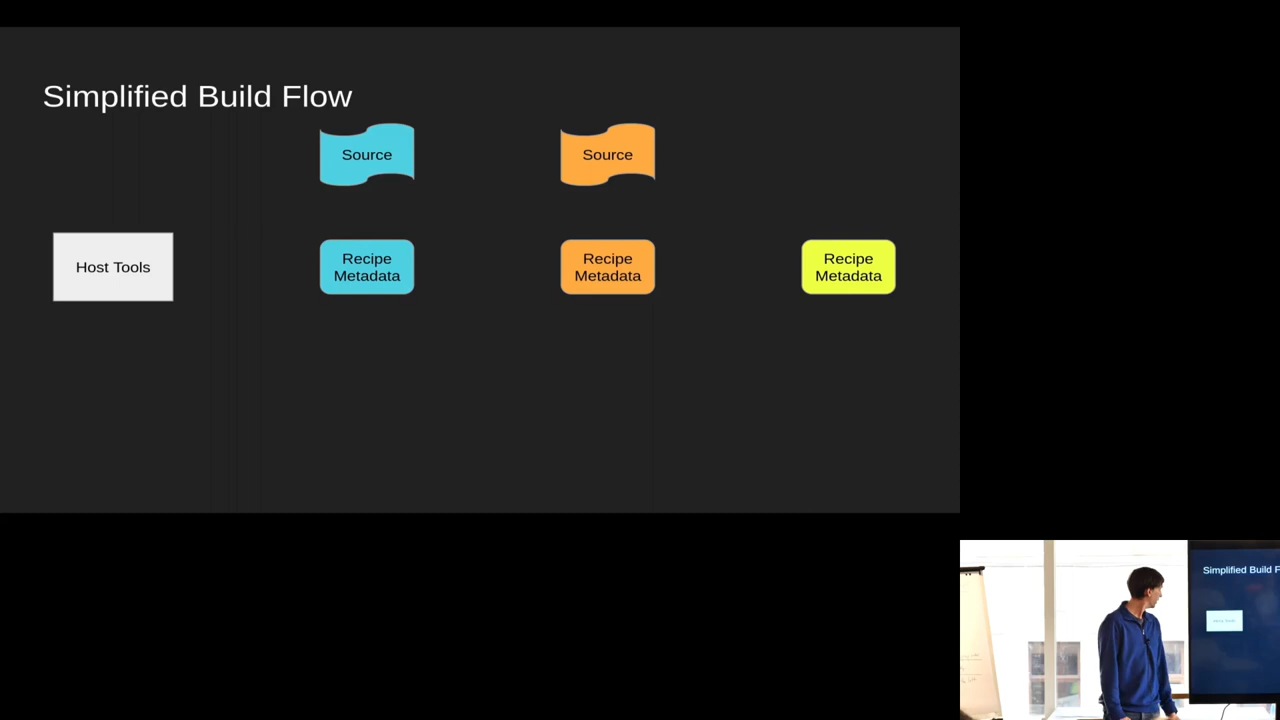 Simplified Build Flow
Source
Source
Host Tools
Recipe
Metadata
Recipe
Metadata
Recipe
Metadata
Simplified Build F